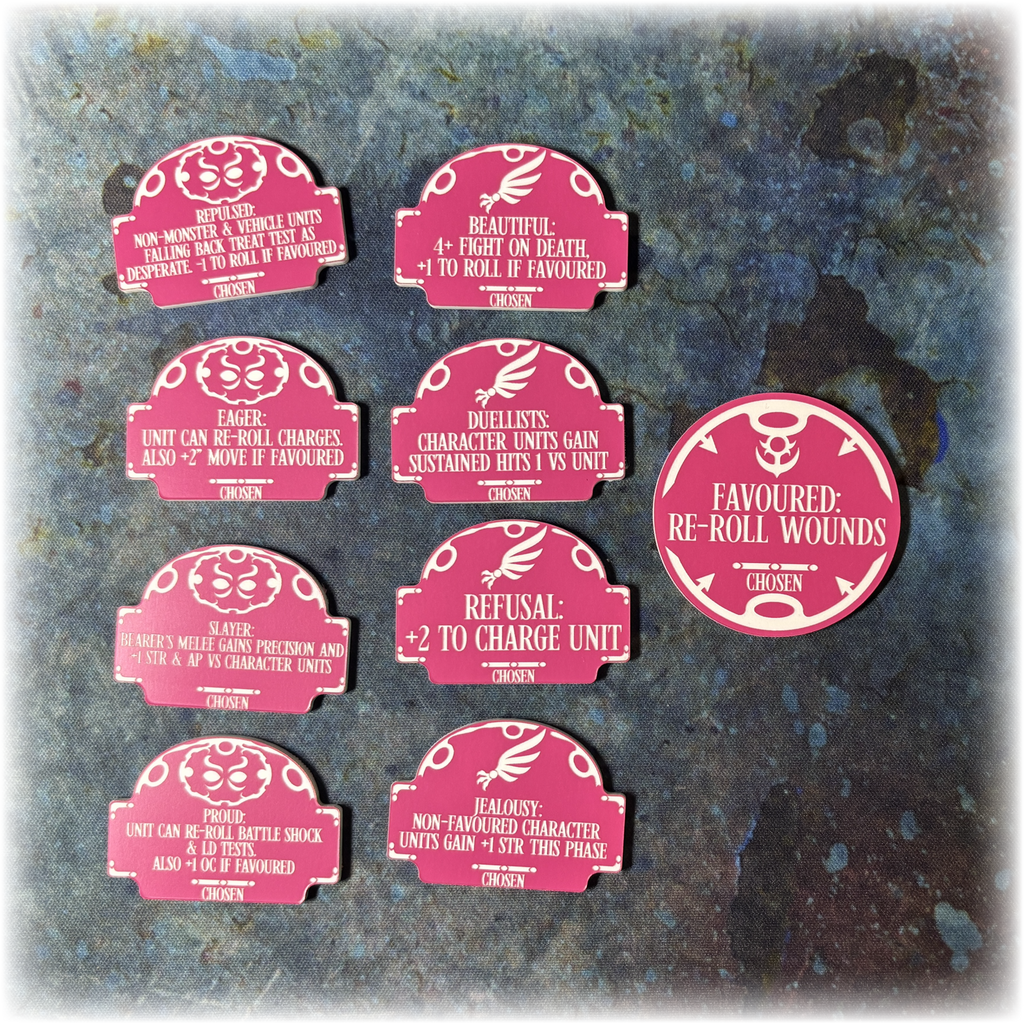 REPULSED:
NON-MONSTER & VEHICLE UNITS
FALLING BACK TREAT TEST AS
DESPERATE. -1 TO ROLL IF FAVOURED
CHOSEN
BEAUTIFUL:
4+ FIGHT ON DEATH,
+1 TO ROLL IF FAVOURED
CHOSEN
EAGER:
UNIT CAN RE-ROLL CHARGES.
ALSO +2" MOVE IF FAVOURED
CHOSEN
DUELLISTS:
CHARACTER UNITS GAIN
SUSTAINED HITS 1 VS UNIT
CHOSEN
FAVOURED:
RE-ROLL WOUNDS
CHOSEN
SLAYER:
BEARER'S MELEE GAINS PRECISION AND
STR & AP VS CHARACTER UNITS
CHOSEN
REFUSAL:
+2 TO CHARGE UNIT
CHOSEN
PROUD:
UNIT CAN RE-ROLL BATTLE SHOCK
& LD TESTS.
ALSO +1 OC IF FAVOURED
CHOSEN
JEALOUSY:
NON-FAVOURED CHARACTER
UNITS GAIN +1 STR THIS PHASE
CHOSEN